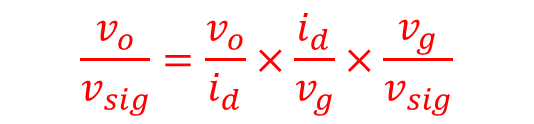 v_o/v_sig = v_o/i_d × i_d/v_g × v_g/v_sig